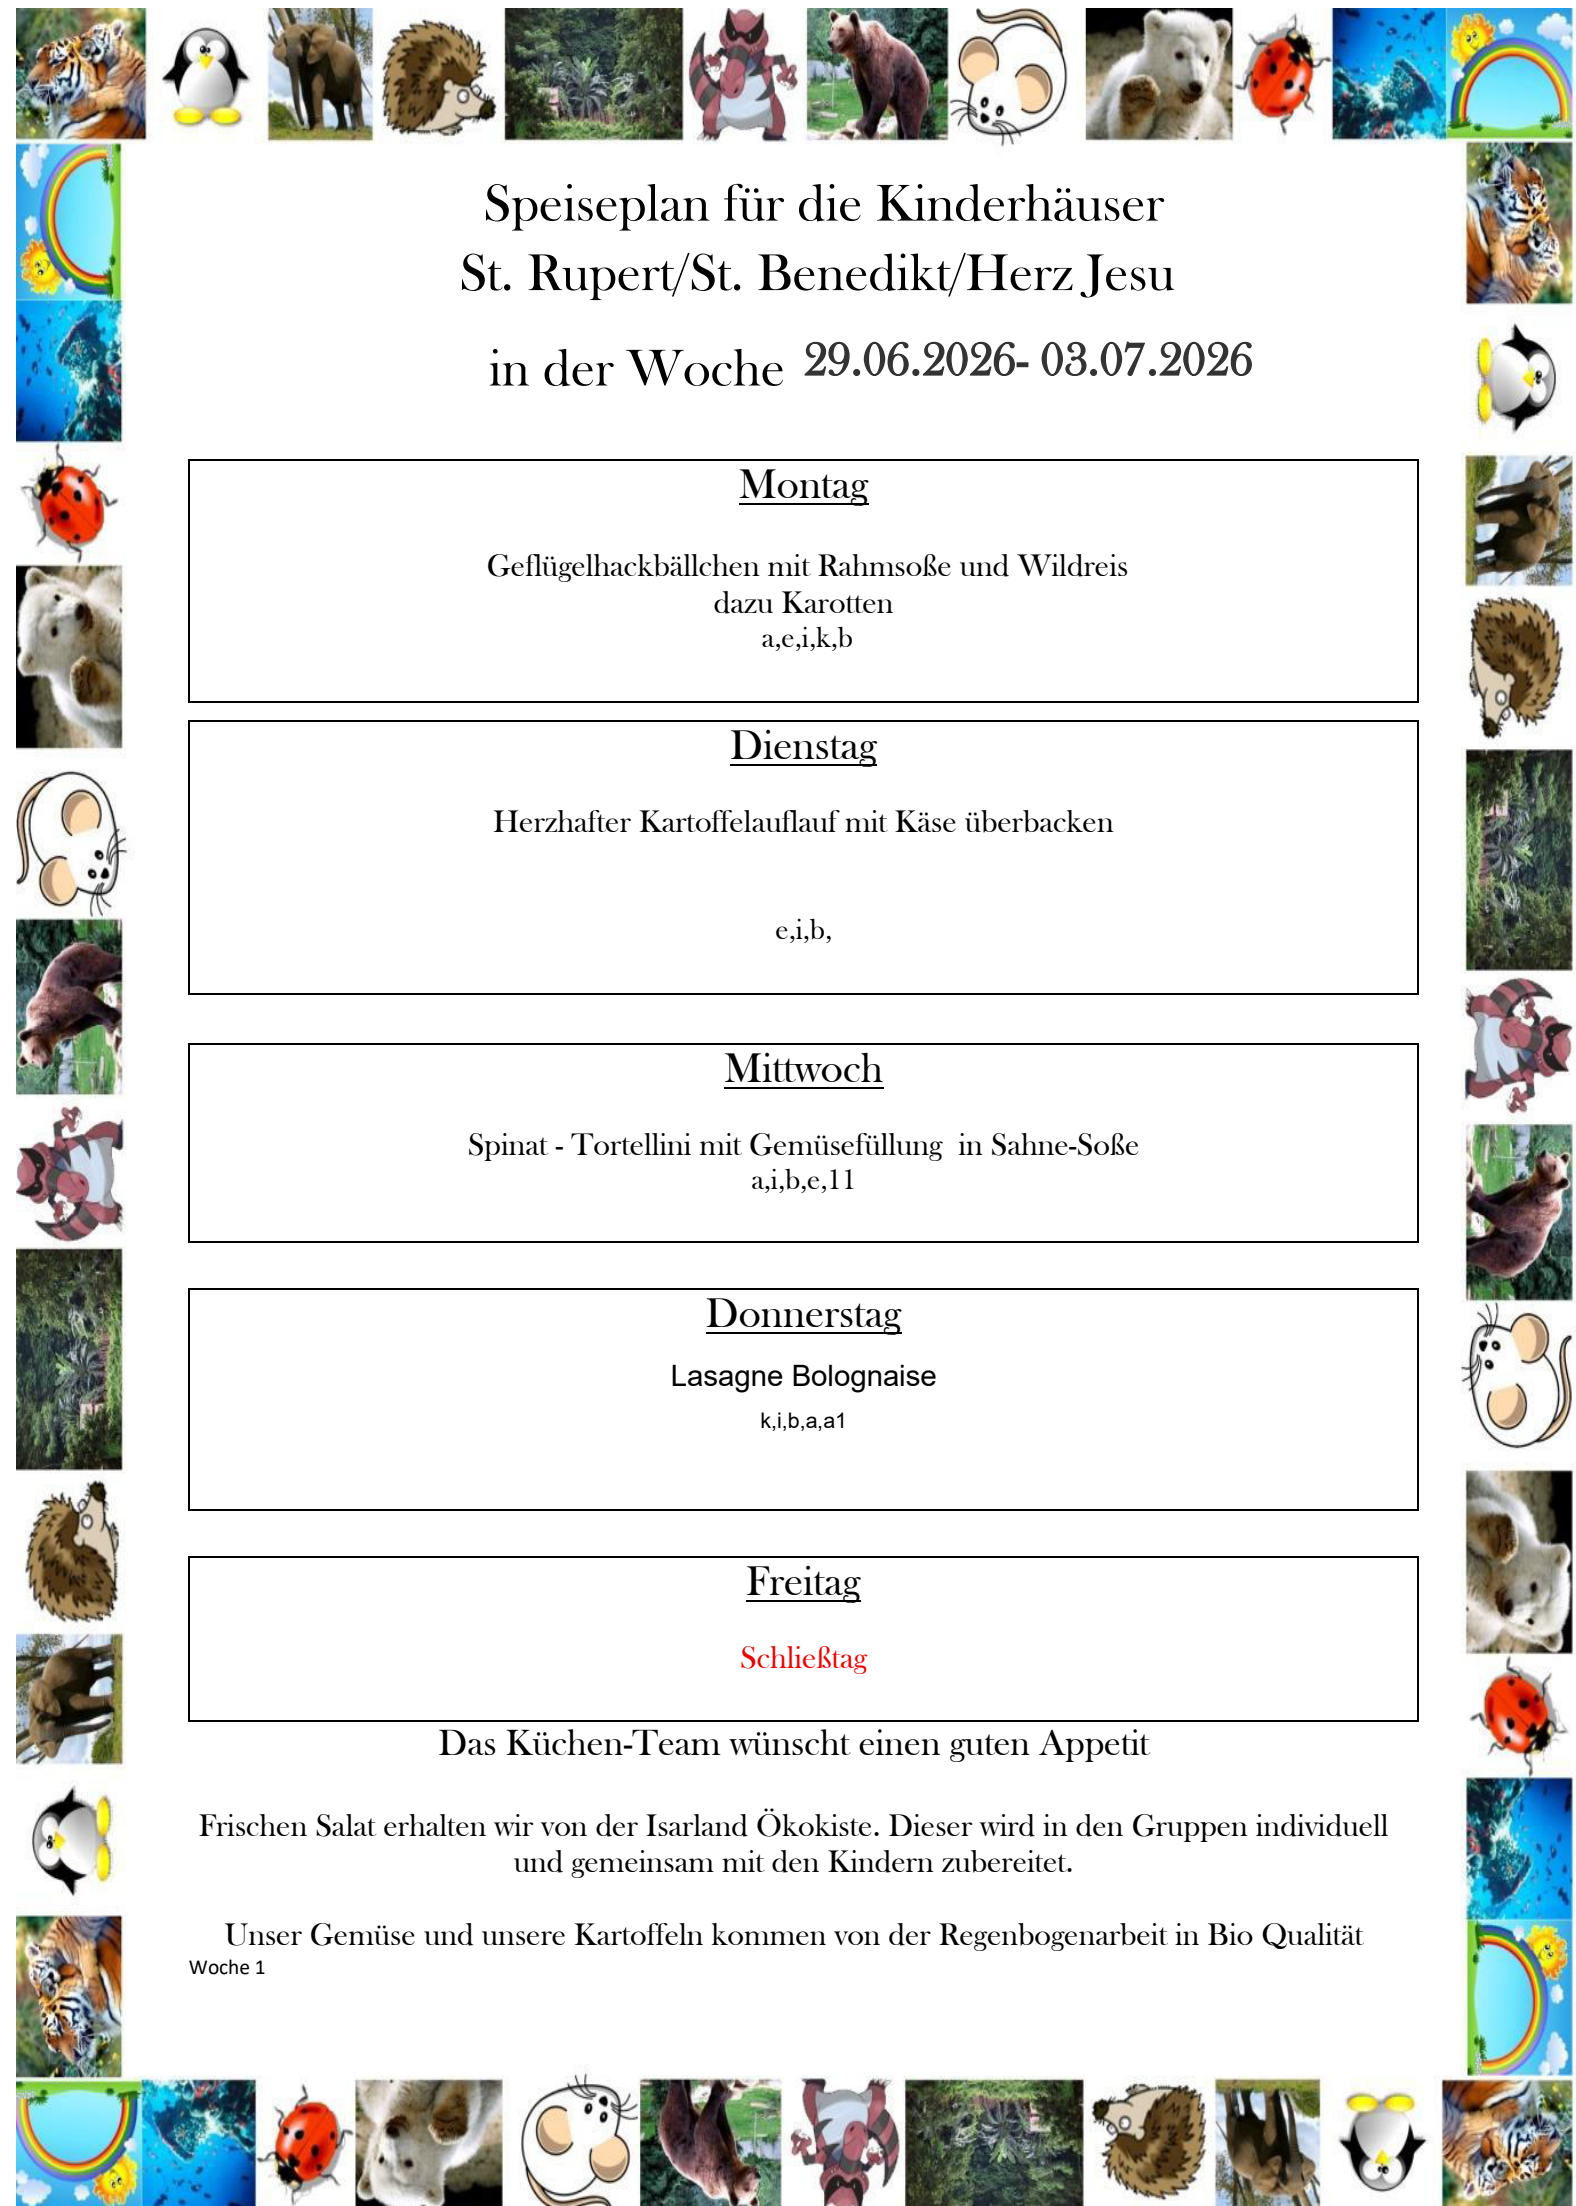 Speiseplan für die Kinderhäuser
St. Rupert/St. Benedikt/Herz Jesu
in der Woche 29.06.2026- 03.07.2026
Montag
Geflügelhackbällchen mit Rahmsoße und Wildreis
dazu Karotten
a,e,i,k,b
Dienstag
Herzhafter Kartoffelauflauf mit Käse überbacken
e,i,b,
Mittwoch
Spinat - Tortellini mit Gemüsefüllung  in Sahne-Soße
a,i,b,e,11
Donnerstag
Lasagne Bolognaise
k,i,b,a,a1
Freitag
Schließtag
Das Küchen-Team wünscht einen guten Appetit
Frischen Salat erhalten wir von der Isarland Ökokiste. Dieser wird in den Gruppen individuell
und gemeinsam mit den Kindern zubereitet.
Unser Gemüse und unsere Kartoffeln kommen von der Regenbogenarbeit in Bio Qualität
Woche 1